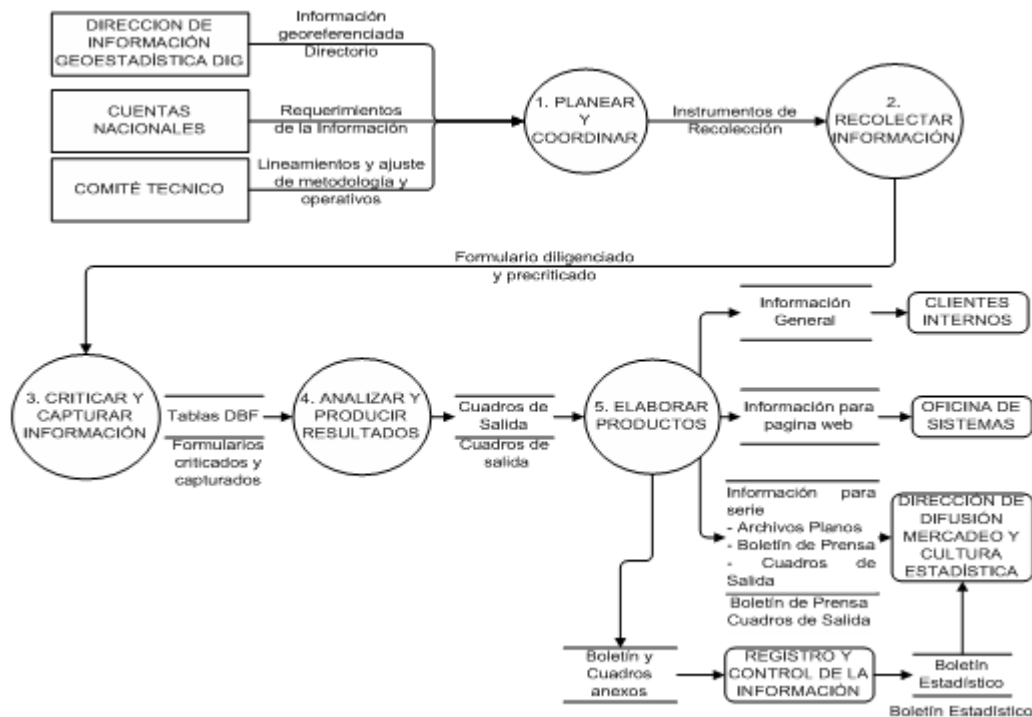 DIRECCION DE
INFORMACIÓN
GEOESTADÍSTICA DIG
Información
georeferenciada
Directorio
CUENTAS
NACIONALES
Requerimientos
de la Información
COMITÉ TECNICO
Lineamientos y ajuste
de metodología y
operativos
1. PLANEAR
Y
COORDINAR
Instrumentos de
Recolección
2.
RECOLECTAR
INFORMACIÓN
Formulario diligenciado
y precriticado
3. CRITICAR Y
CAPTURAR
INFORMACIÓN
Tablas DBF
Formularios
criticados y
capturados
4. ANALIZAR Y
PRODUCIR
RESULTADOS
Cuadros de
Salida
Cuadros de
salida
5. ELABORAR
PRODUCTOS
Información
General
CLIENTES
INTERNOS
Información para
pagina web
OFICINA DE
SISTEMAS
Información para
serie
- Archivos Planos
- Boletín de Prensa
- Cuadros de
Salida
Boletín de Prensa
Cuadros de Salida
DIRECCIÓN DE
DIFUSIÓN
MERCADEO Y
CULTURA
ESTADÍSTICA
Boletín y
Cuadros
anexos
REGISTRO Y
CONTROL DE LA
INFORMACIÓN
Boletín
Estadístico
Boletín Estadístico